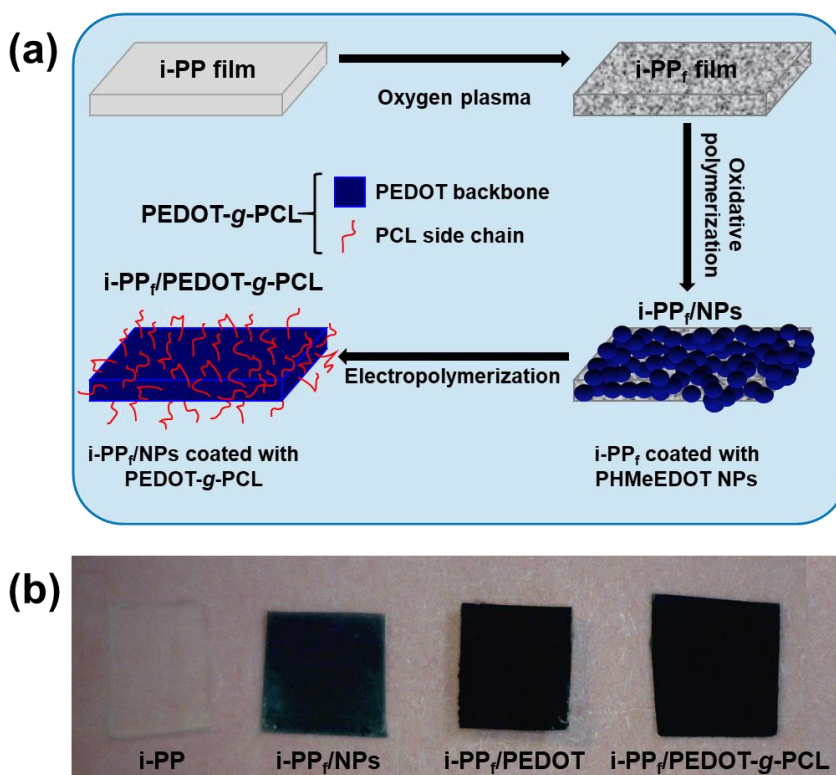 (a)
i-PP film
Oxygen plasma
i-PPf film
Oxidative
polymerization
PEDOT-g-PCL
PEDOT backbone
PCL side chain
i-PPf/PEDOT-g-PCL
i-PPf/NPs
Electropolymerization
i-PPf/NPs coated with
PEDOT-g-PCL
i-PPf coated with
PHMeEDOT NPs
(b)
i-PP
i-PPf/NPs
i-PPf/PEDOT
i-PPf/PEDOT-g-PCL